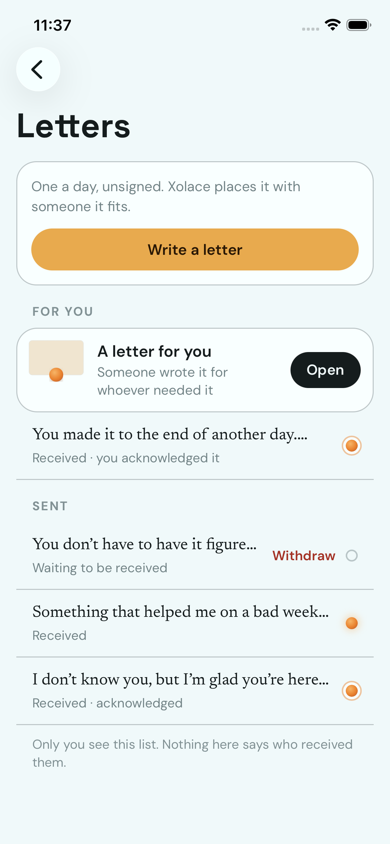 11:37
Letters
One a day, unsigned. Xolace places it with
someone it fits.
Write a letter
FOR YOU
A letter for you
Someone wrote it for
whoever needed it
Open
You made it to the end of another day....
Received · you acknowledged it
SENT
You don’t have to have it figure...
Waiting to be received
Withdraw
Something that helped me on a bad week...
Received
I don’t know you, but I’m glad you’re here...
Received · acknowledged
Only you see this list. Nothing here says who received
them.